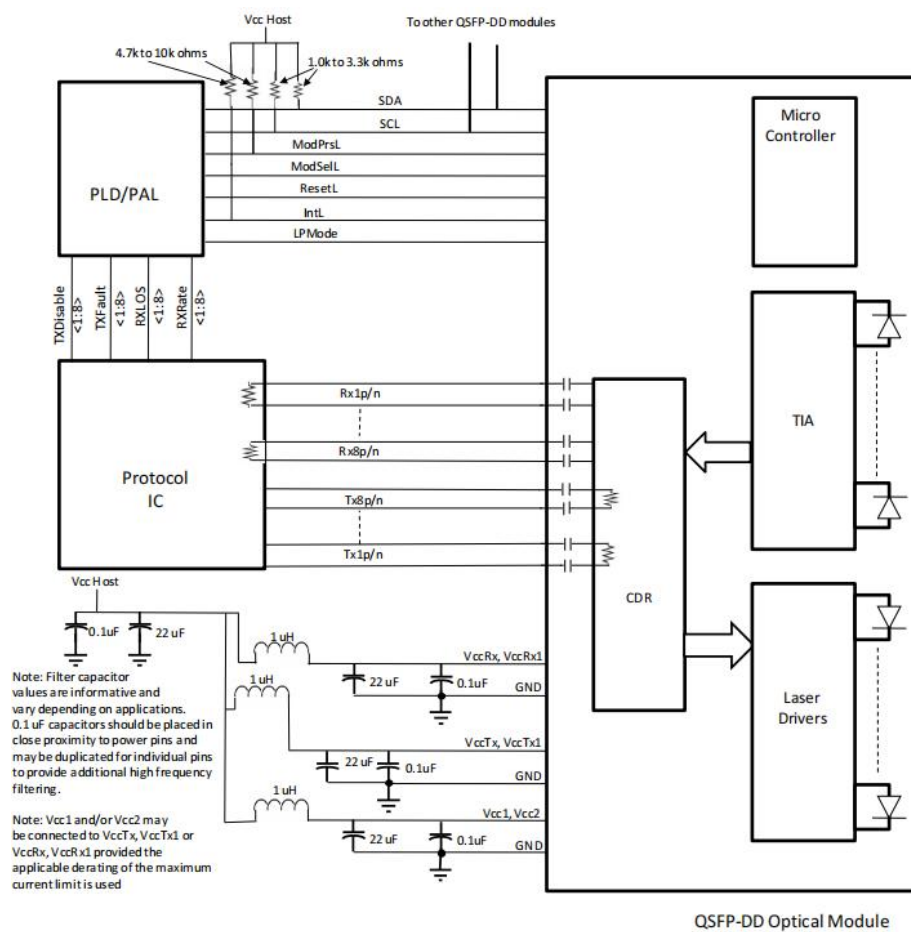 Vcc Host
To other QSFP-DD modules
4.7k to 10k ohms
1.0k to 3.3k ohms
SDA
SCL
ModPrsL
ModSelL
ResetL
IntL
LPMode
PLD/PAL
Micro
Controller
TXDisable
<1:8>
TXFault
<1:8>
RXLOS
<1:8>
RXRate
<1:8>
Rx1p/n
Rx8p/n
Tx8p/n
Tx1p/n
Protocol
IC
TIA
CDR
Laser
Drivers
Vcc Host
0.1uF
22 uF
1 uH
VccRx, VccRx1
22 uF
0.1uF
GND
1 uH
VccTx, VccTx1
22 uF
0.1uF
GND
1 uH
Vcc1, Vcc2
22 uF
0.1uF
GND
Note: Filter capacitor
values are informative and
vary depending on applications.
0.1 uF capacitors should be placed in
close proximity to power pins and
may be duplicated for individual pins
to provide additional high frequency
filtering.
Note: Vcc1 and/or Vcc2 may
be connected to VccTx, VccTx1 or
VccRx, VccRx1 provided the
applicable derating of the maximum
current limit is used
QSFP-DD Optical Module